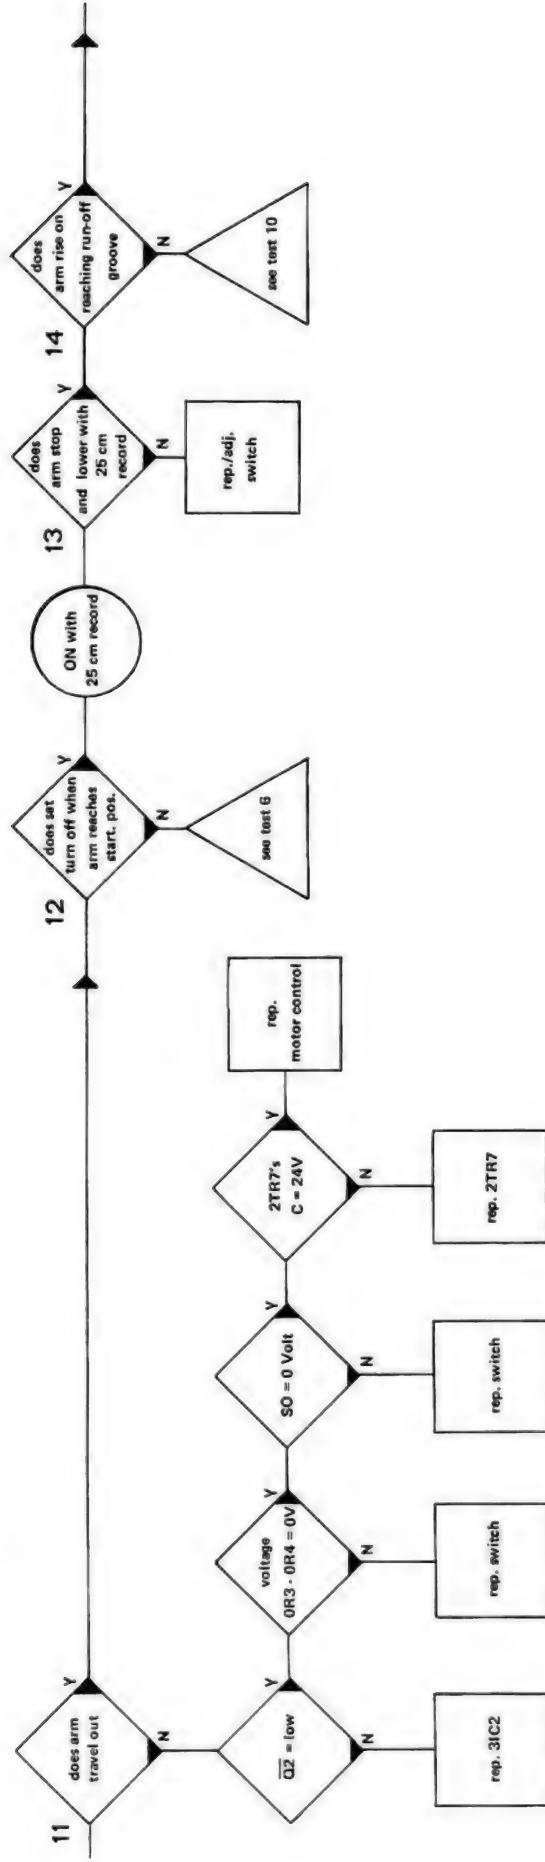 11
does arm
travel out
Y
N
Q2 = low
Y
N
rep. 3IC2
voltage
0R3 - 0R4 = 0V
Y
N
rep. switch
SO = 0 Volt
Y
N
rep. switch
2TR7's
C = 24V
Y
N
rep. 2TR7
rep.
motor control
12
does set
turn off when
arm reaches
start. pos.
Y
N
see test 6
ON with
25 cm record
13
does
arm stop
and lower with
25 cm
record
Y
N
rep./adj.
switch
14
does
arm rise on
reaching run-off
groove
Y
N
see test 10